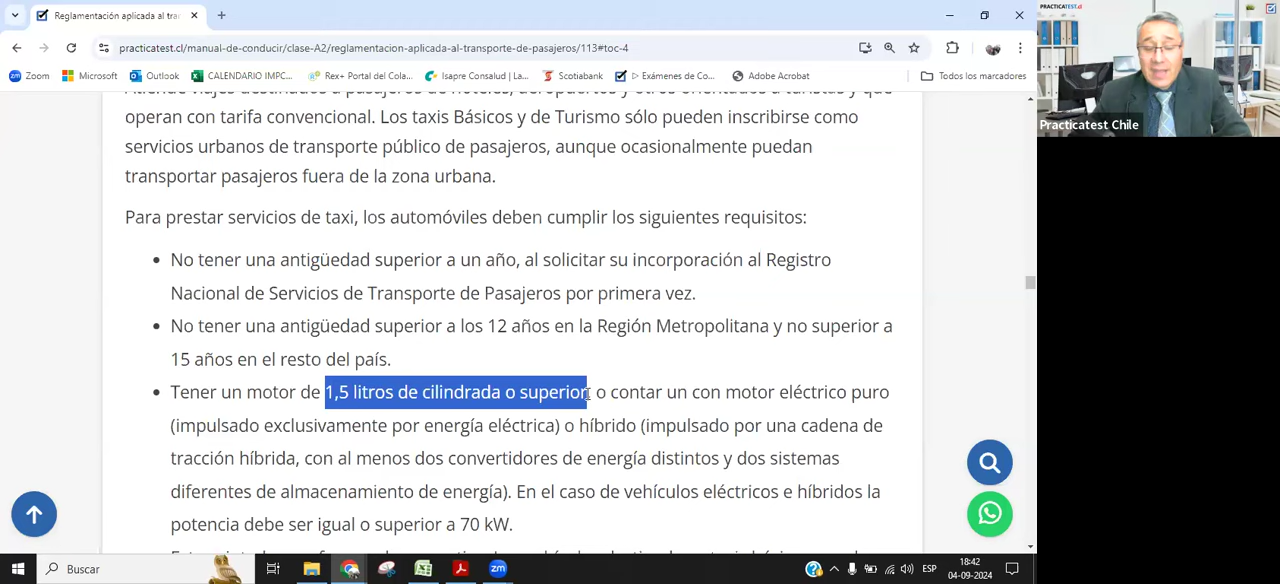 Reglamentación aplicada al tra
practicatest.cl/manual-de-conducir/clase-A2/reglamentacion-aplicada-al-transporte-de-pasajeros/113#toc-4
Zoom
Microsoft
Outlook
CALENDARIO IMPC...
Rex+ : Portal del Cola...
Isapre Consalud | La...
Scotiabank
▷ Exámenes de Co...
Adobe Acrobat
Todos los marcadores
operan con tarifa convencional. Los taxis Básicos y de Turismo sólo pueden inscribirse como
servicios urbanos de transporte público de pasajeros, aunque ocasionalmente puedan
transportar pasajeros fuera de la zona urbana.
Para prestar servicios de taxi, los automóviles deben cumplir los siguientes requisitos:
• No tener una antigüedad superior a un año, al solicitar su incorporación al Registro
Nacional de Servicios de Transporte de Pasajeros por primera vez.
• No tener una antigüedad superior a los 12 años en la Región Metropolitana y no superior a
15 años en el resto del país.
• Tener un motor de 1,5 litros de cilindrada o superior, o contar un con motor eléctrico puro
(impulsado exclusivamente por energía eléctrica) o híbrido (impulsado por una cadena de
tracción híbrida, con al menos dos convertidores de energía distintos y dos sistemas
diferentes de almacenamiento de energía). En el caso de vehículos eléctricos e híbridos la
potencia debe ser igual o superior a 70 kW.
PRACTICATEST.CL
Practicatest Chile
Buscar
ESP
18:42
04-09-2024